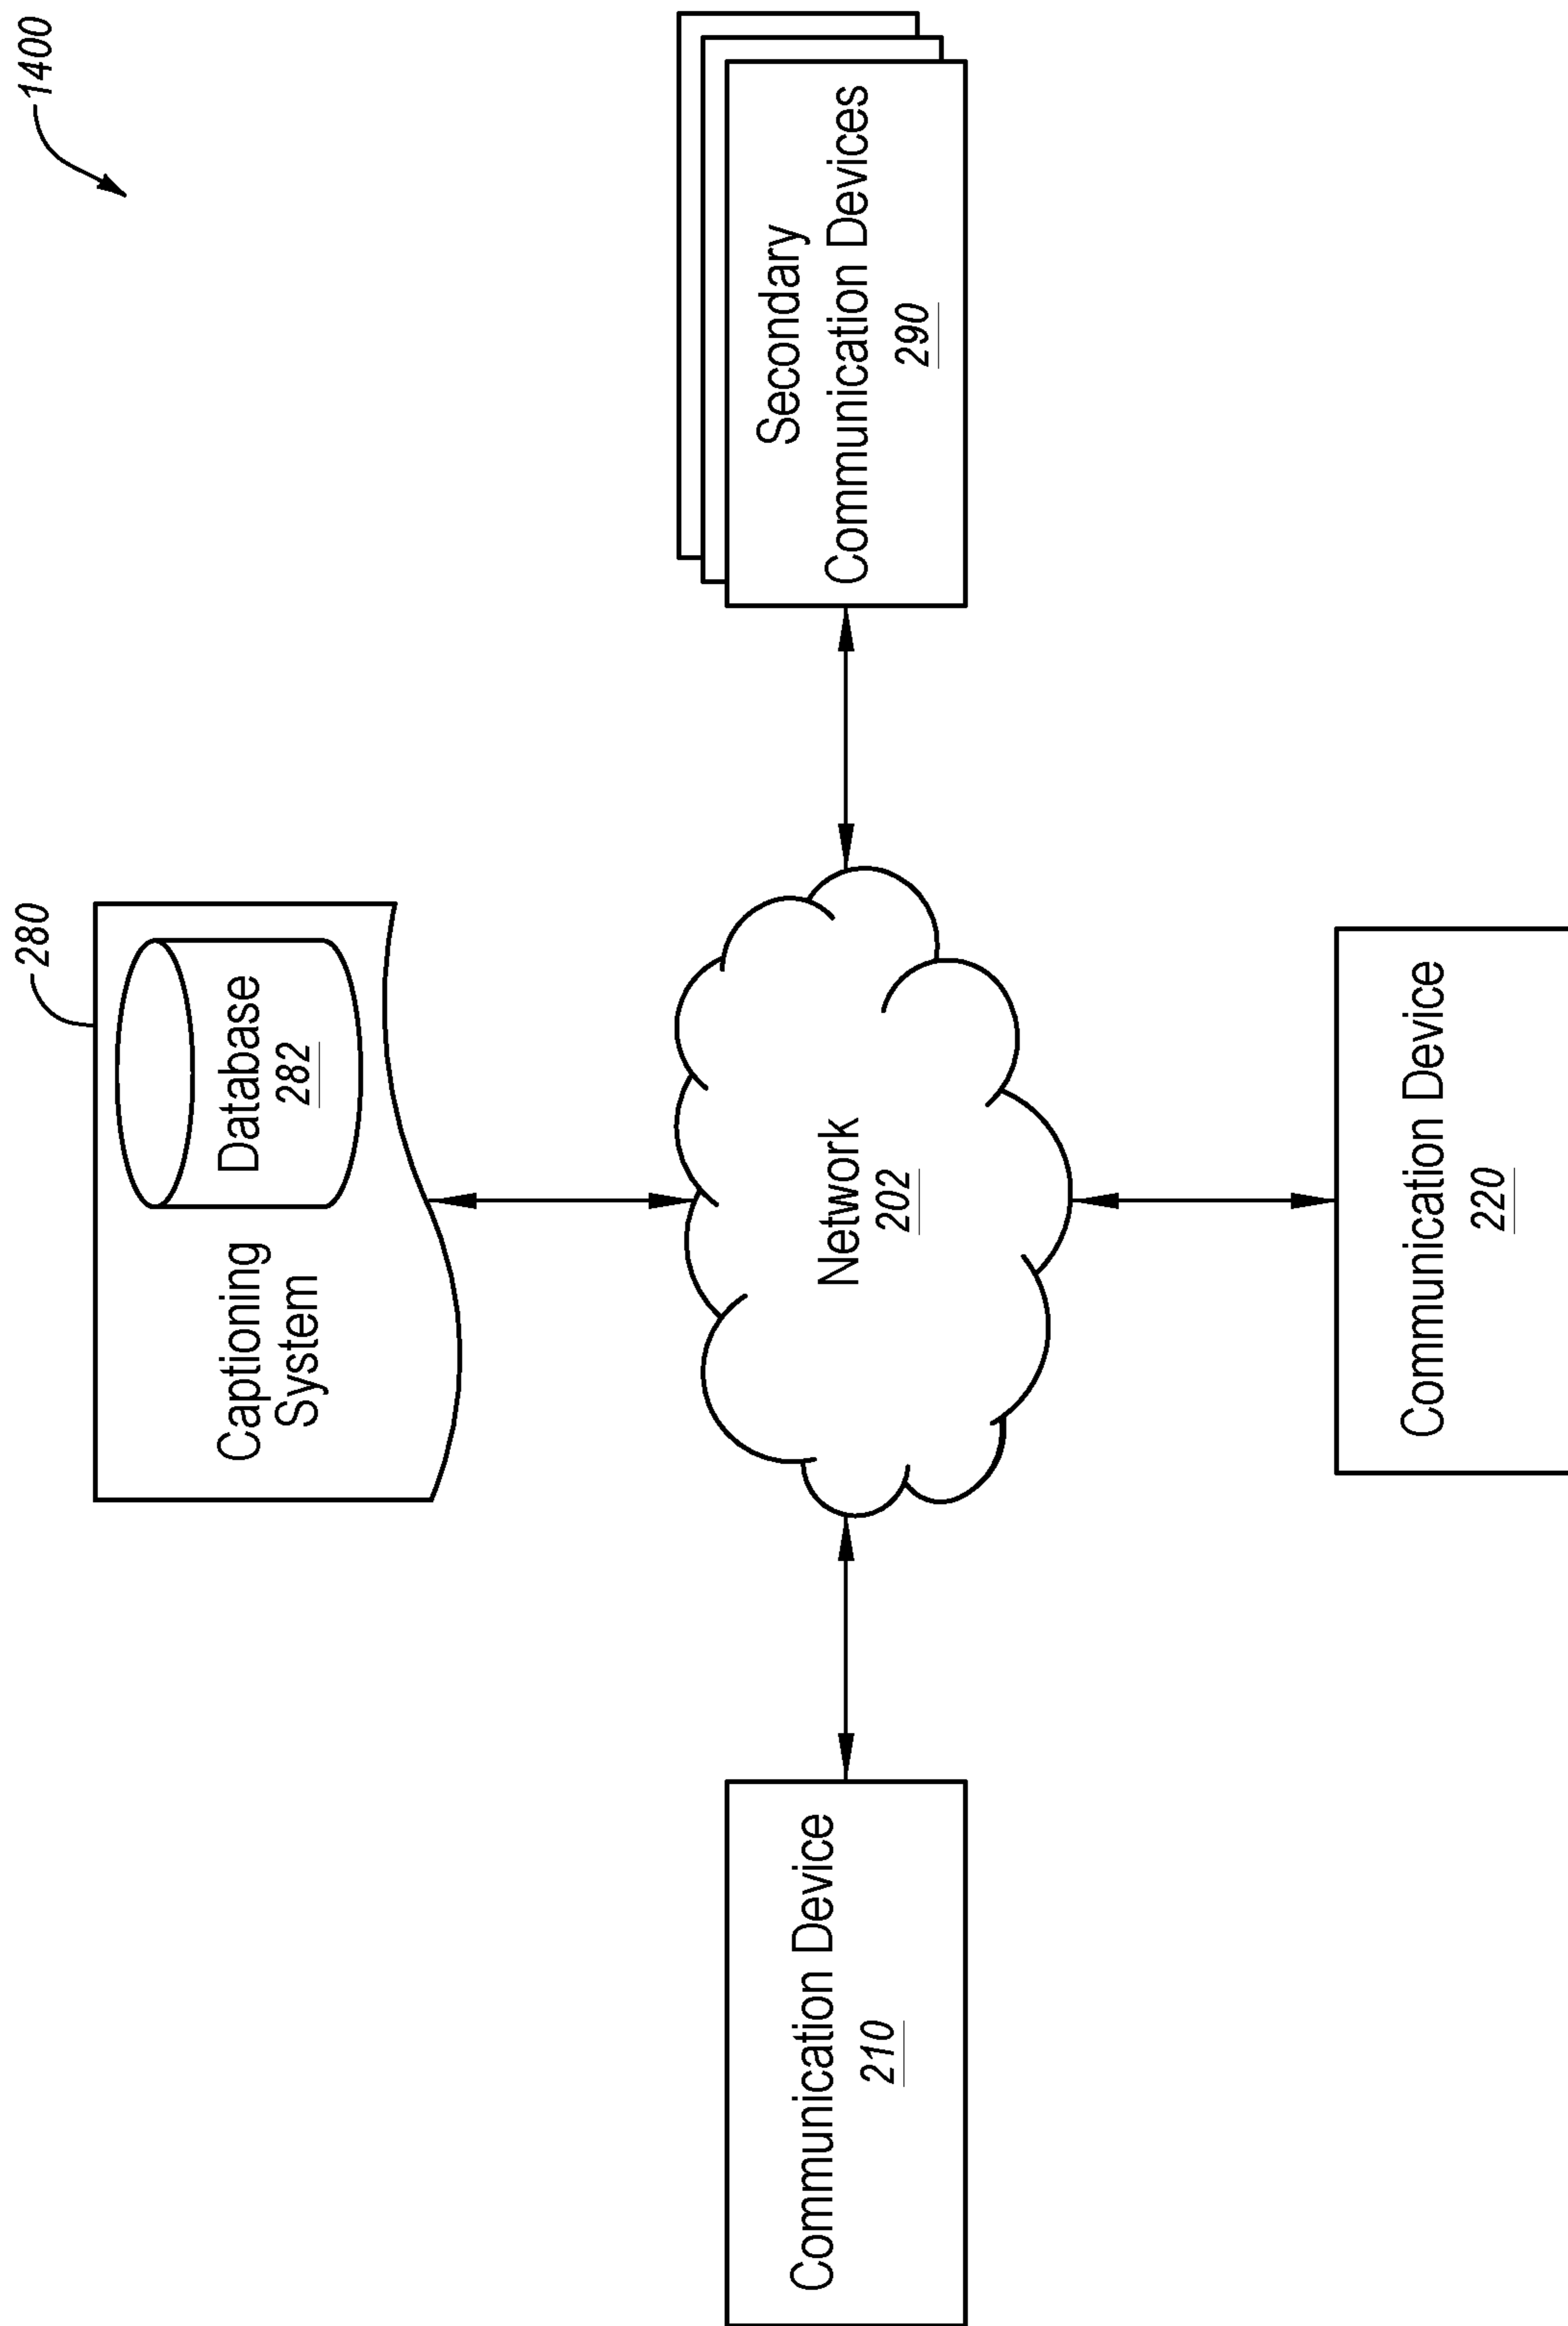 1400
280
Captioning
System
Database
282
Communication Device
210
Network
202
Secondary
Communication Devices
290
Communication Device
220